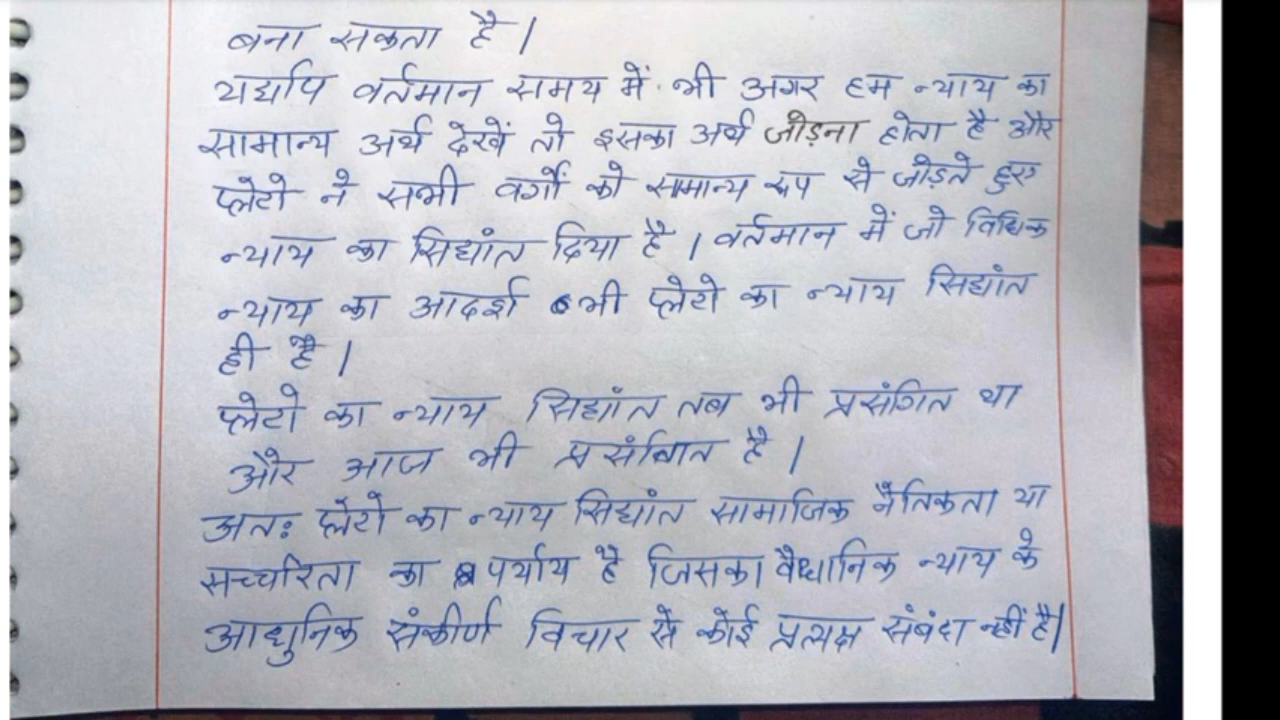 बना सकता है।
यद्यपि वर्तमान समय में भी अगर हम न्याय का
सामान्य अर्थ देखें तो इसका अर्थ जोड़ना होता है और
प्लेटो ने सभी वर्गों को सामान्य रूप से जोड़ते हुए
न्याय का सिद्यांत दिया है। वर्तमान में जो विधिक
न्याय का आदर्श भी प्लेटो का न्याय सिद्यांत
ही है।
प्लेटो का न्याय सिद्यांत तब भी प्रसंगित था
और आज भी प्रसंगित है।
अतः प्लेटो का न्याय सिद्यांत सामाजिक नैतिकता या
सच्चरिता का पर्याय है जिसका वैधानिक न्याय के
आधुनिक संकीर्ण विचार से कोई प्रत्यक्ष संबंध नहीं है।